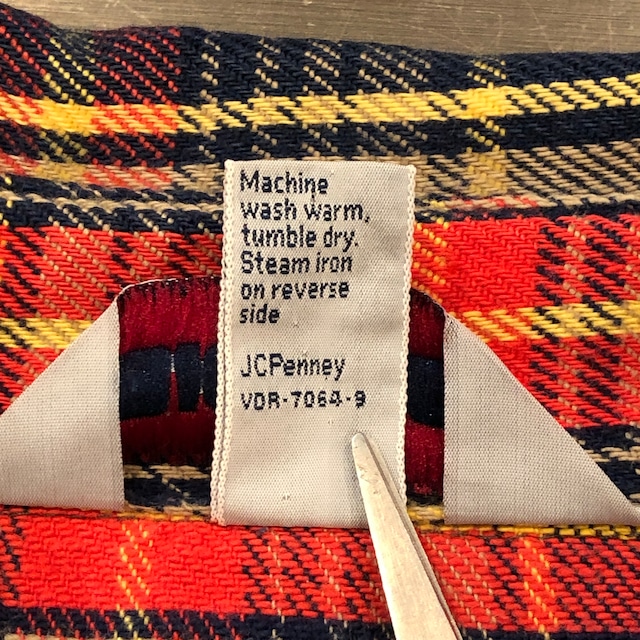 Machine
wash warm,
tumble dry.
Steam iron
on reverse
side
JCPenney
VDR-7064-9